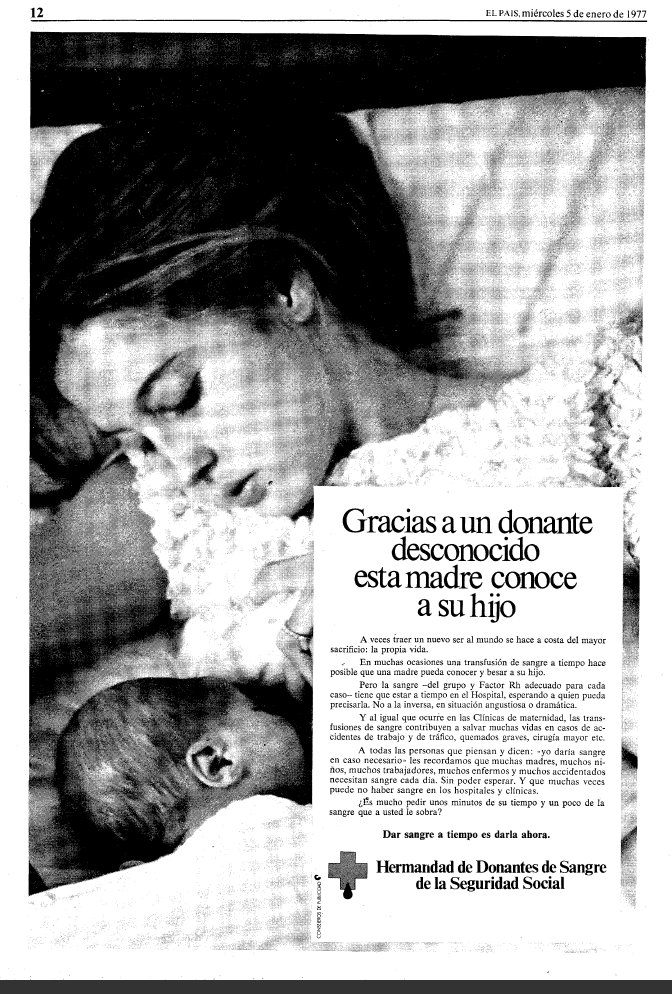 12
EL PAIS, miércoles 5 de enero de 1977
Gracias a un donante
desconocido
esta madre conoce
a su hijo
A veces traer un nuevo ser al mundo se hace a costa del mayor
sacrificio: la propia vida.
En muchas ocasiones una transfusión de sangre a tiempo hace
posible que una madre pueda conocer y besar a su hijo.
Pero la sangre –del grupo y Factor Rh adecuado para cada
caso– tiene que estar a tiempo en el Hospital, esperando a quien pueda
precisarla. No a la inversa, en situación angustiosa o dramática.
Y al igual que ocurre en las Clínicas de maternidad, las trans-
fusiones de sangre contribuyen a salvar muchas vidas en casos de ac-
cidentes de trabajo y de tráfico, quemados graves, cirugía mayor etc.
A todas las personas que piensan y dicen: «yo daría sangre
en caso necesario» les recordamos que muchas madres, muchos ni-
ños, muchos trabajadores, muchos enfermos y muchos accidentados
necesitan sangre cada día. Sin poder esperar. Y que muchas veces
puede no haber sangre en los hospitales y clínicas.
¿Es mucho pedir unos minutos de su tiempo y un poco de la
sangre que a usted le sobra?
Dar sangre a tiempo es darla ahora.
Hermandad de Donantes de Sangre
de la Seguridad Social
CONSEJEROS DE PUBLICIDAD